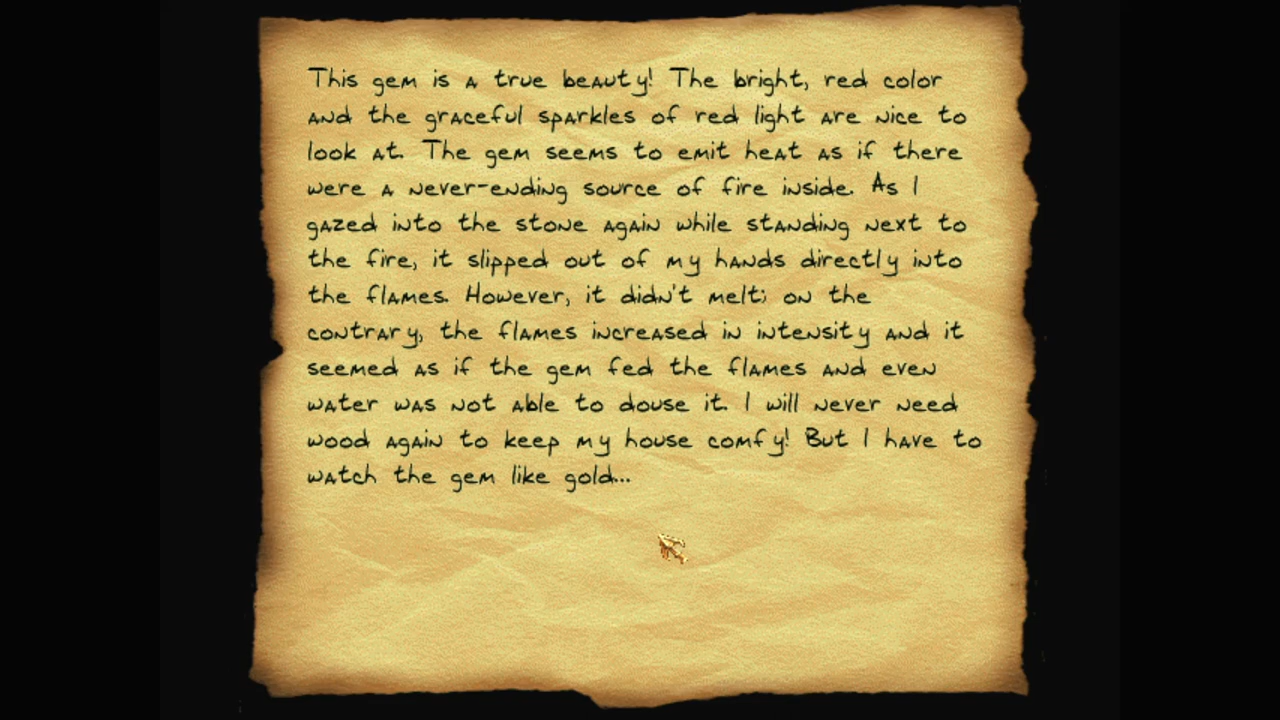 This gem is a true beauty! The bright, red color
and the graceful sparkles of red light are nice to
look at. The gem seems to emit heat as if there
were a never-ending source of fire inside. As I
gazed into the stone again while standing next to
the fire, it slipped out of my hands directly into
the flames. However, it didn't melt; on the
contrary, the flames increased in intensity and it
seemed as if the gem fed the flames and even
water was not able to douse it. I will never need
wood again to keep my house comfy! But I have to
watch the gem like gold...